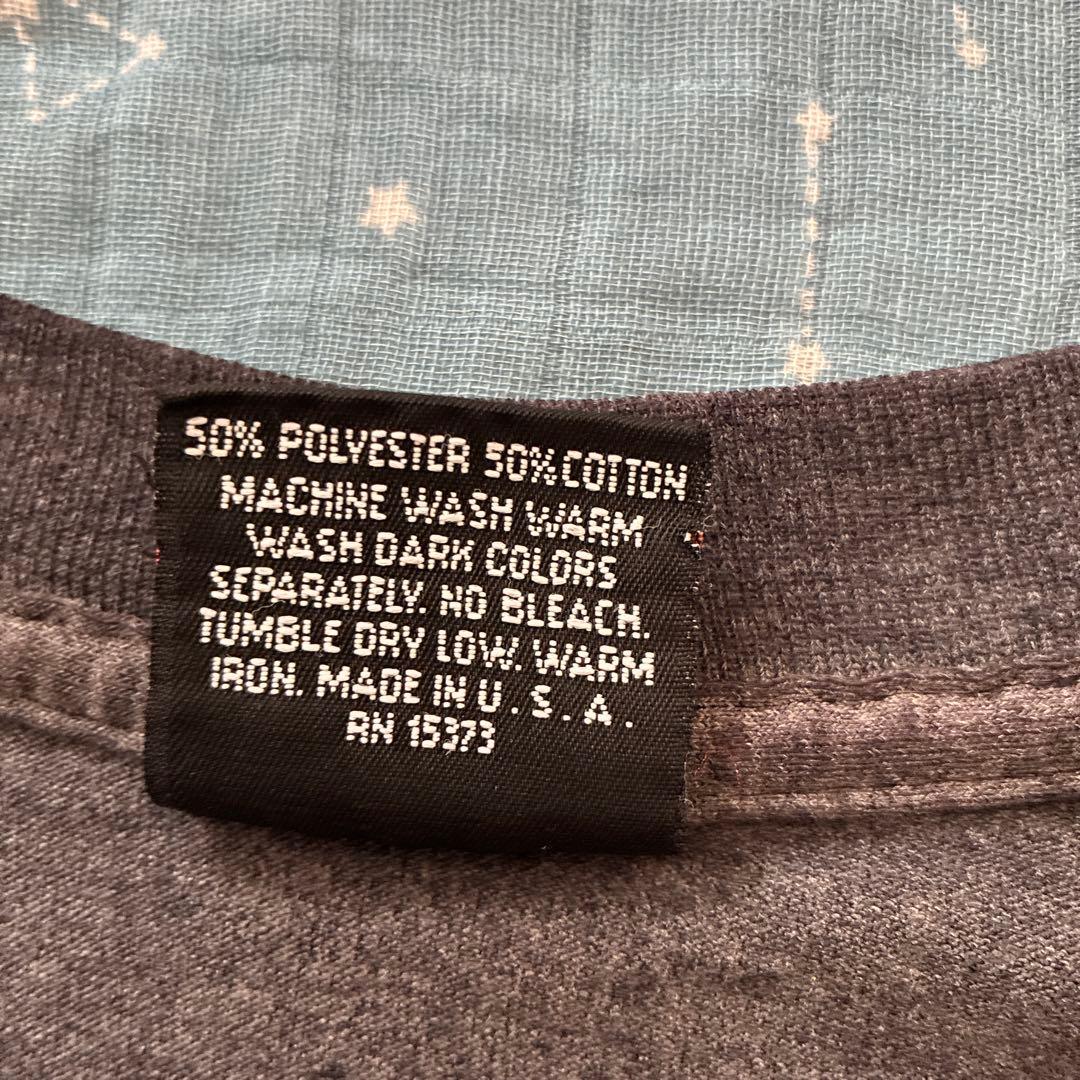 50% POLYESTER 50% COTTON
MACHINE WASH WARM
WASH DARK COLORS
SEPARATELY. NO BLEACH.
TUMBLE DRY LOW. WARM
IRON. MADE IN U.S.A.
RN 15373